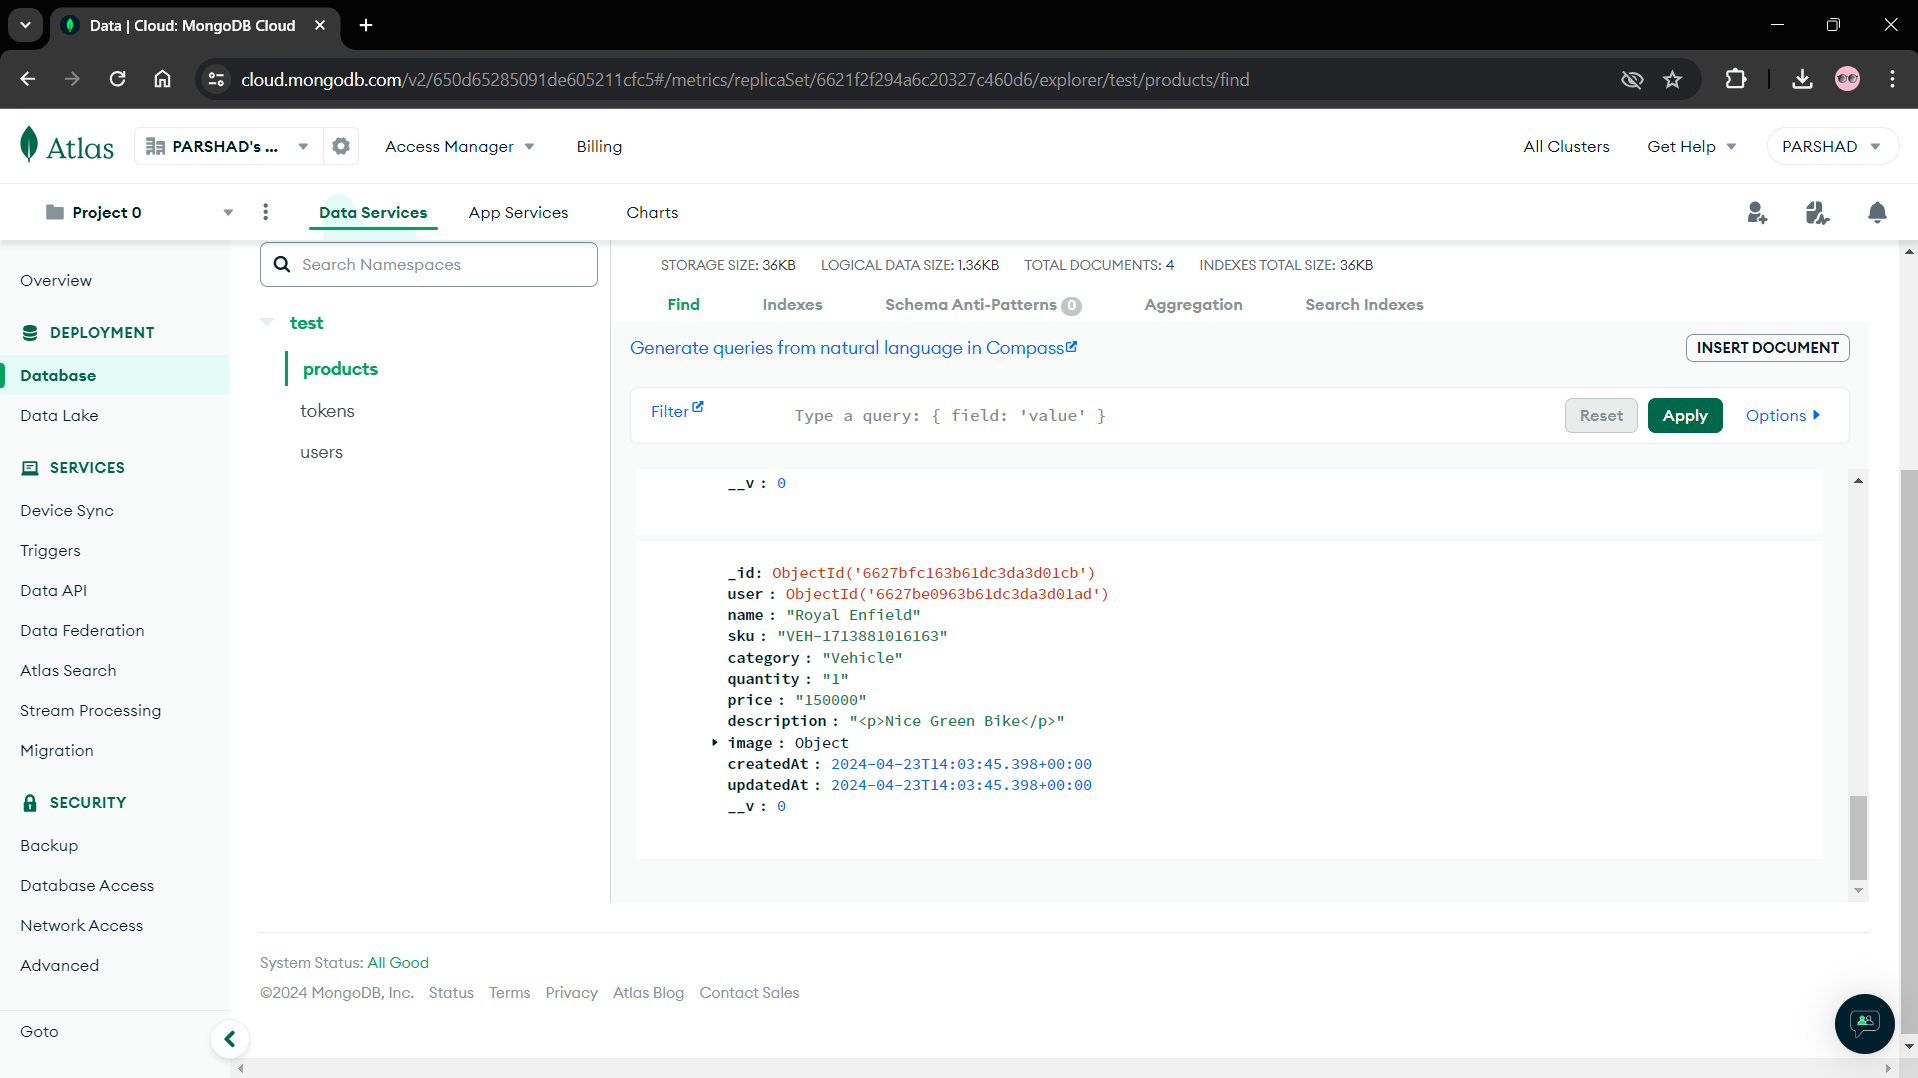 Data | Cloud: MongoDB Cloud
cloud.mongodb.com/v2/650d65285091de605211cfc5#/metrics/replicaSet/6621f2f294a6c20327c460d6/explorer/test/products/find
Atlas
PARSHAD's ...
Access Manager
Billing
All Clusters
Get Help
PARSHAD
Project 0
Data Services
App Services
Charts
Overview
DEPLOYMENT
Database
Data Lake
SERVICES
Device Sync
Triggers
Data API
Data Federation
Atlas Search
Stream Processing
Migration
SECURITY
Backup
Database Access
Network Access
Advanced
Goto
Search Namespaces
test
products
tokens
users
STORAGE SIZE: 36KB LOGICAL DATA SIZE: 1.36KB TOTAL DOCUMENTS: 4 INDEXES TOTAL SIZE: 36KB
Find Indexes Schema Anti-Patterns 0 Aggregation Search Indexes
Generate queries from natural language in Compass
INSERT DOCUMENT
Filter
Type a query: { field: 'value' }
Reset
Apply
Options
__v : 0
_id: ObjectId('6627bfc163b61dc3da3d01cb')
user : ObjectId('6627be0963b61dc3da3d01ad')
name : "Royal Enfield"
sku : "VEH-1713881016163"
category : "Vehicle"
quantity : "1"
price : "150000"
description : "<p>Nice Green Bike</p>"
image : Object
createdAt : 2024-04-23T14:03:45.398+00:00
updatedAt : 2024-04-23T14:03:45.398+00:00
__v : 0
System Status: All Good
©2024 MongoDB, Inc. Status Terms Privacy Atlas Blog Contact Sales